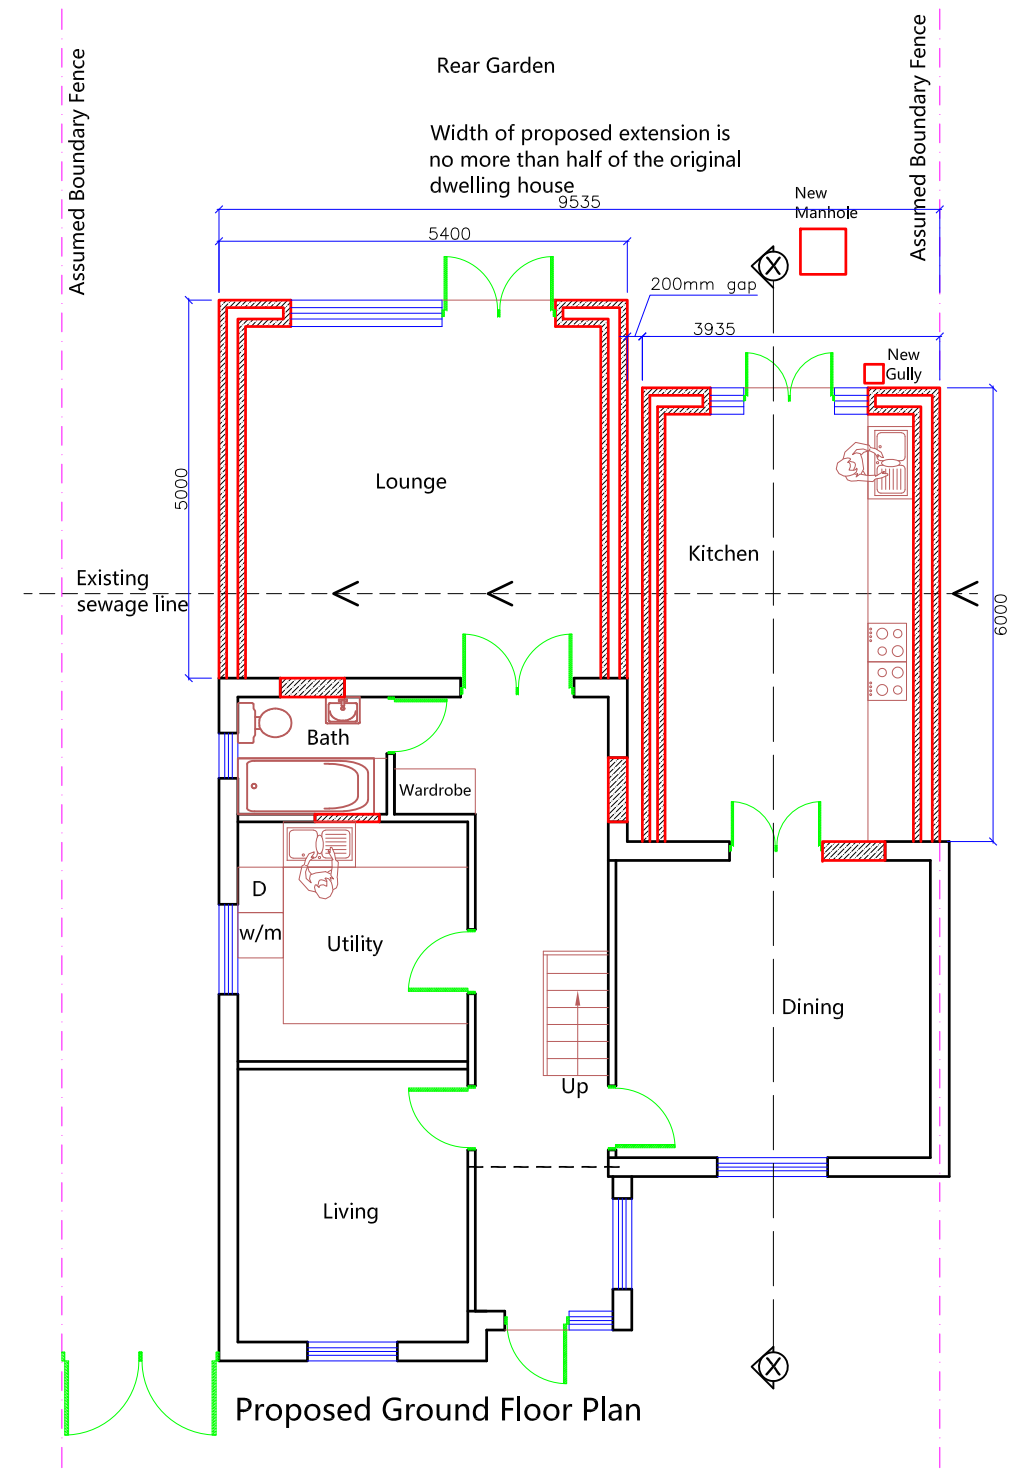 Rear Garden
Assumed Boundary Fence
Assumed Boundary Fence
Width of proposed extension is
no more than half of the original
dwelling house
9535
New
Manhole
5400
X
200mm gap
3935
New
Gully
5000
Lounge
Kitchen
Existing
sewage line
6000
Bath
Wardrobe
D
w/m
Utility
Dining
Up
Living
X
Proposed Ground Floor Plan